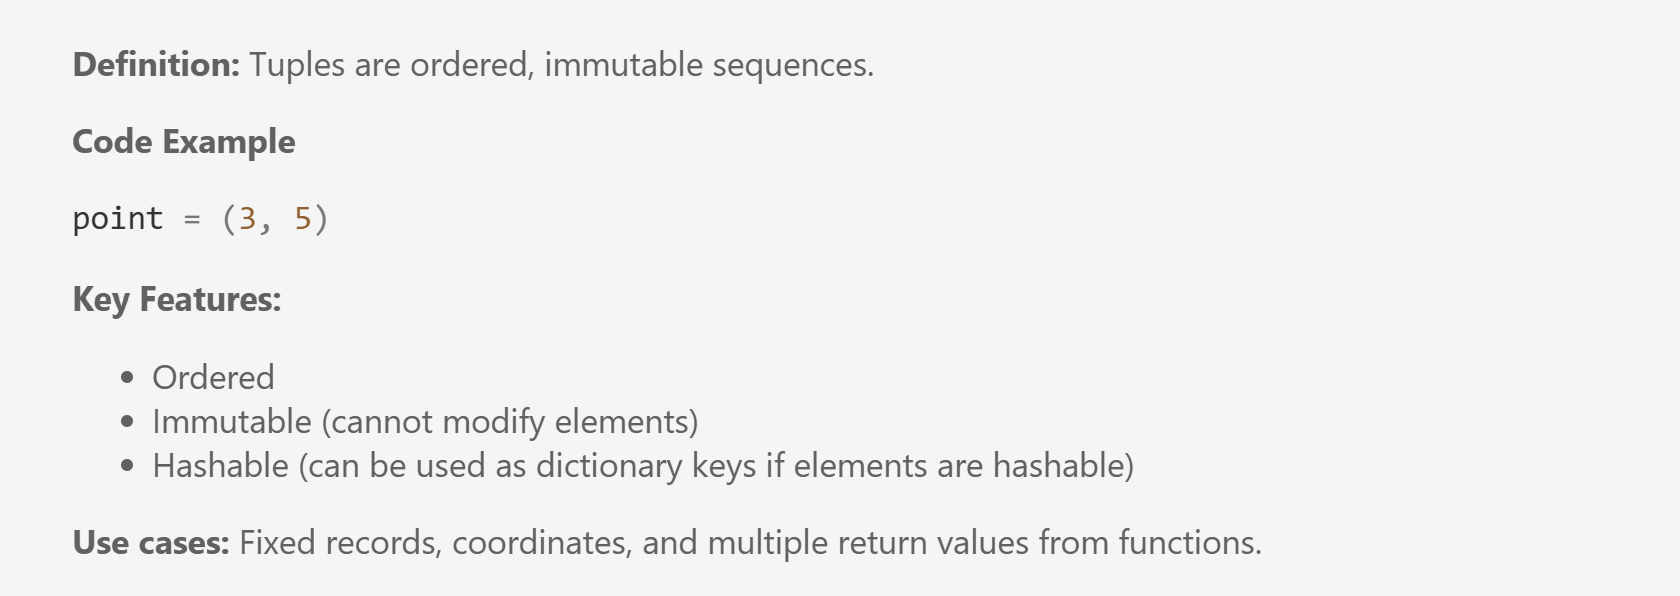 Definition: Tuples are ordered, immutable sequences.
Code Example
point = (3, 5)
Key Features:
• Ordered
• Immutable (cannot modify elements)
• Hashable (can be used as dictionary keys if elements are hashable)
Use cases: Fixed records, coordinates, and multiple return values from functions.